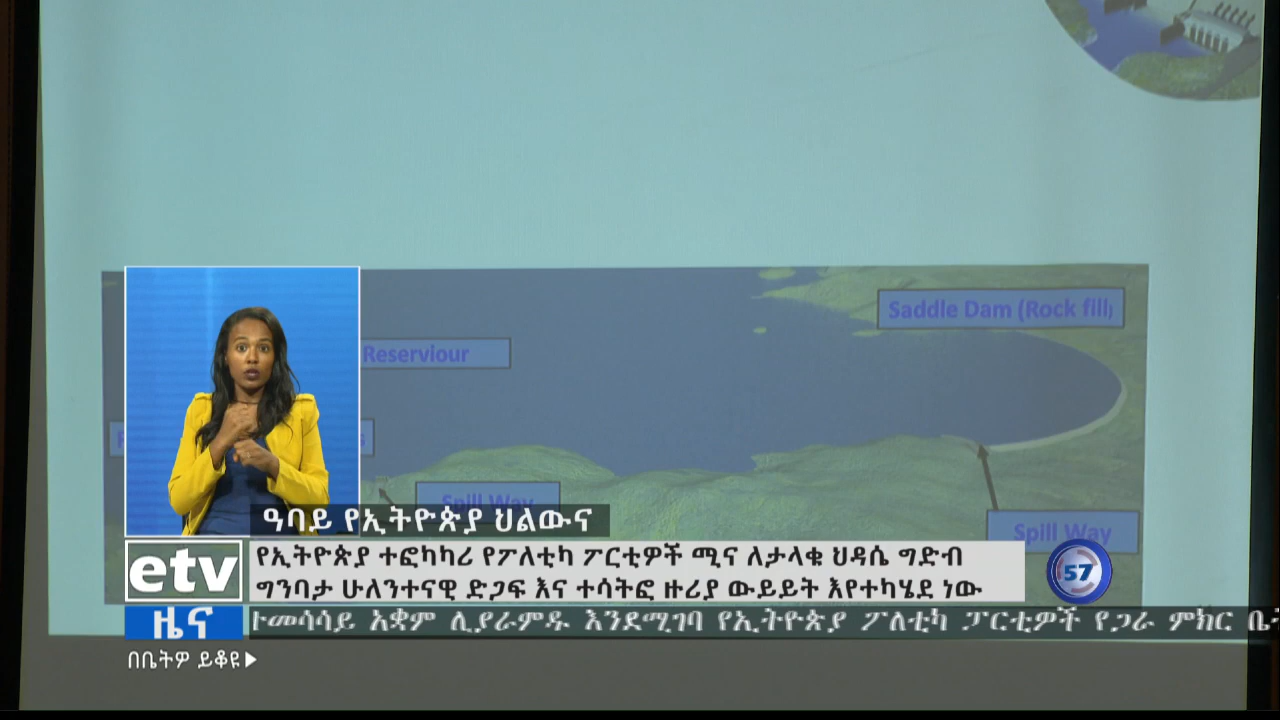 Saddle Dam (Rock fill)
Reserviour
Spill Way
Spill Way
ዓባይ የኢትዮጵያ ህልውና
etv
የኢትዮጵያ ተፎካካሪ የፖለቲካ ፖርቲዎች ሚና ለታላቁ ህዳሴ ግድብ
ግንባታ ሁለንተናዊ ድጋፍ እና ተሳትፎ ዙሪያ ውይይት እየተካሄደ ነው
57
ዜና
ተመሳሳይ አቋም ሊያራምዱ እንደሚገባ የኢትዮጵያ ፖለቲካ ፓርቲዎች የጋራ ምክር
በቤትዎ ይቆዩ